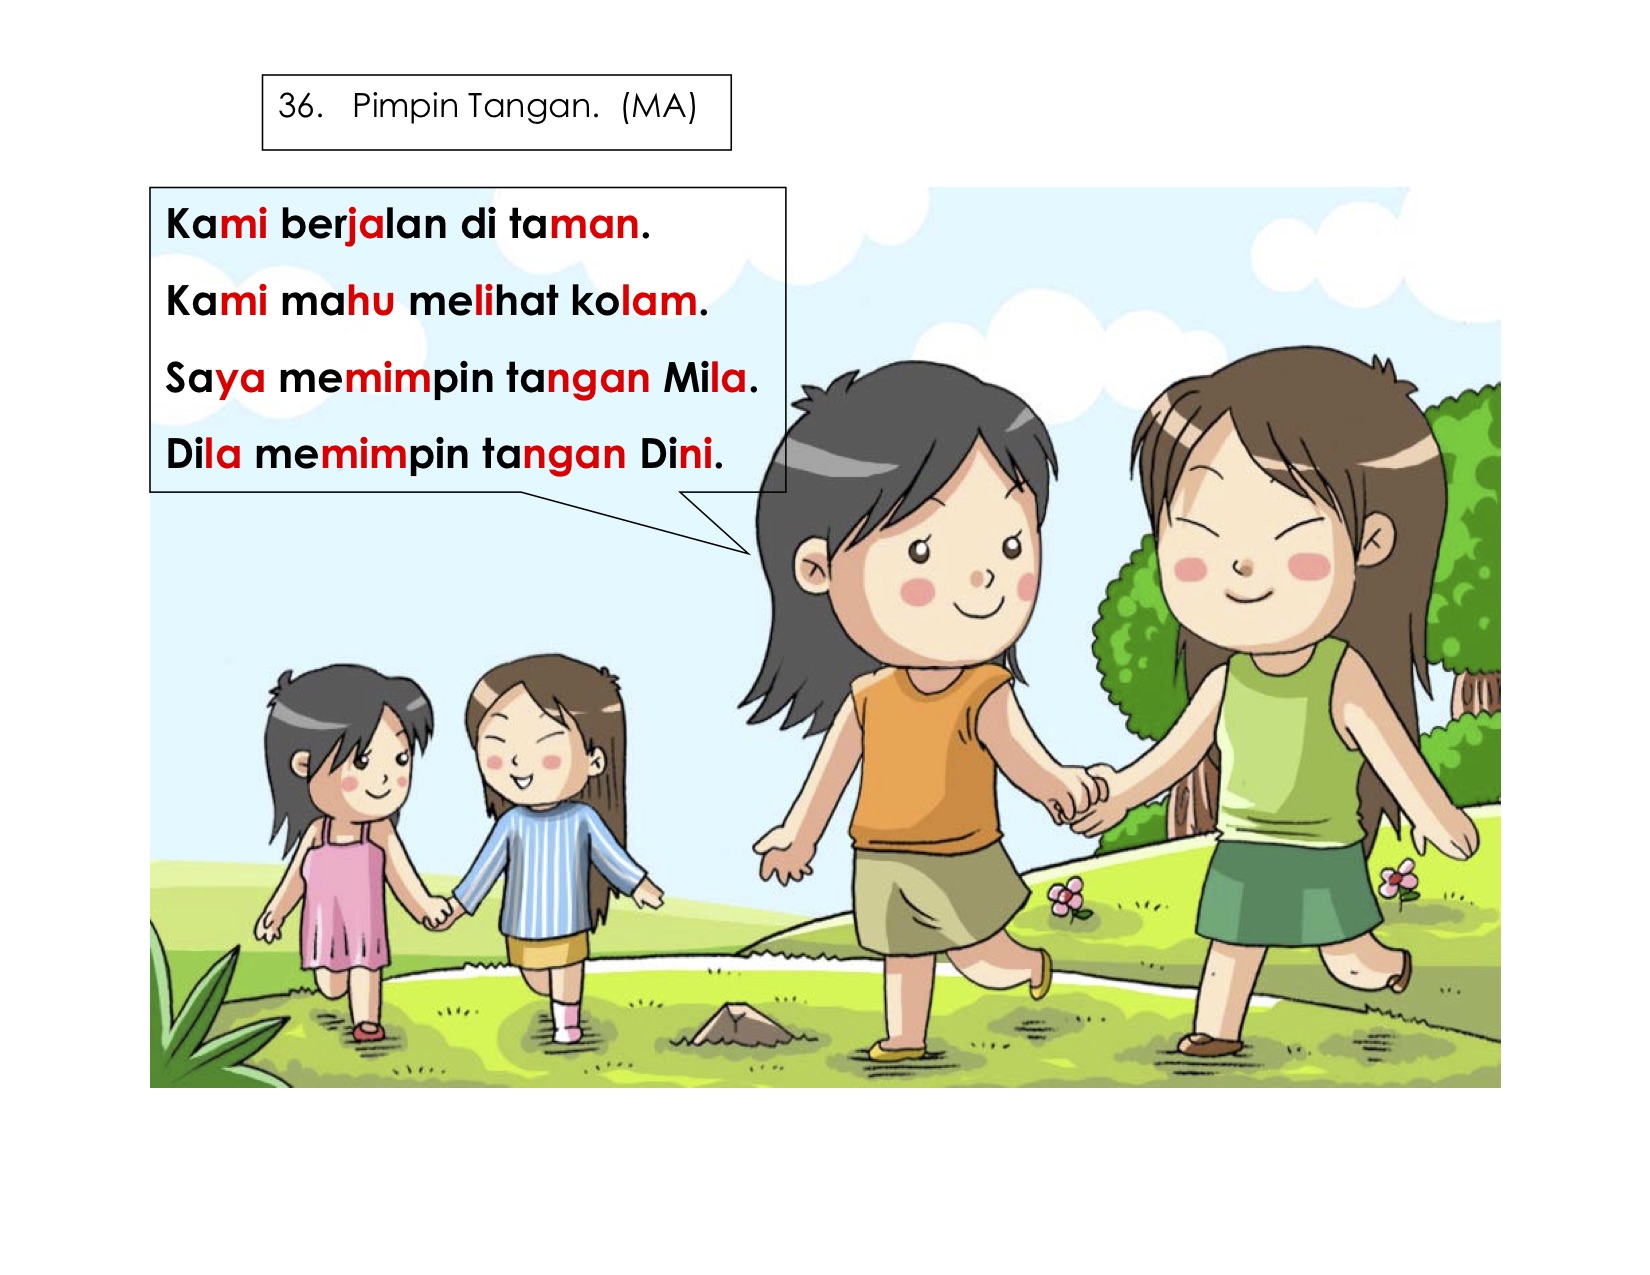 36. Pimpin Tangan. (MA)
Kami berjalan di taman.
Kami mahu melihat kolam.
Saya memimpin tangan Mila.
Dila memimpin tangan Dini.